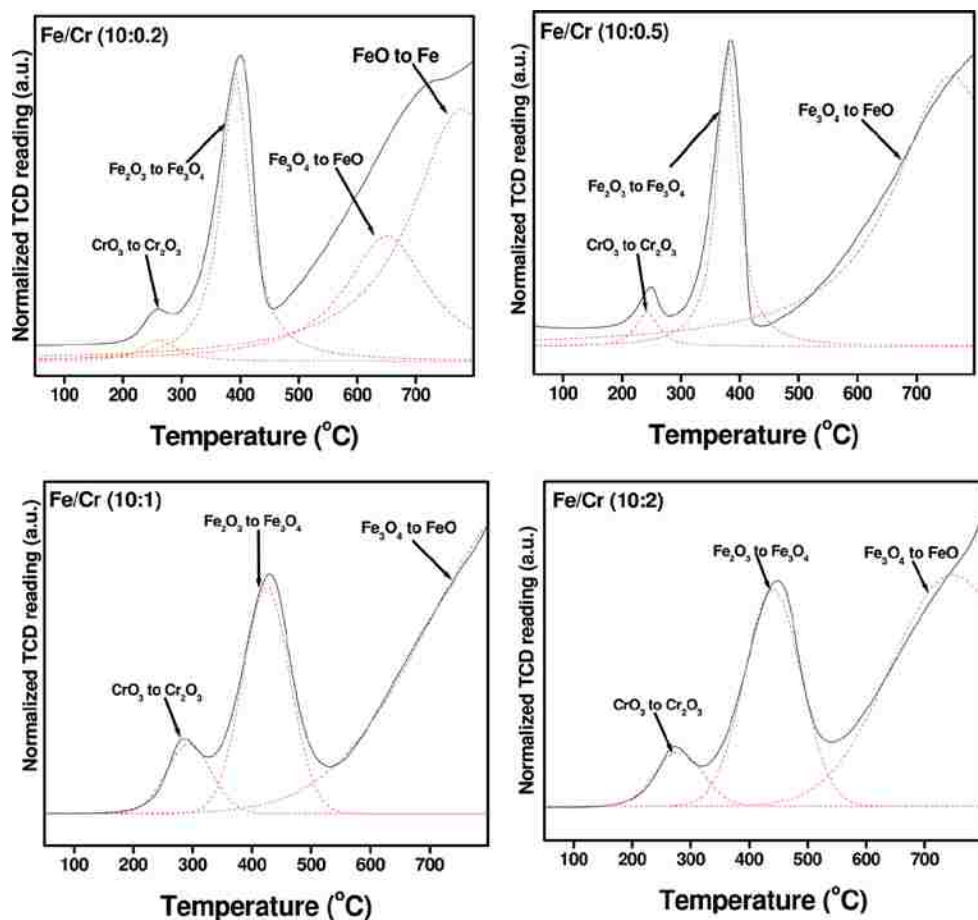 Fe/Cr (10:0.2)
FeO to Fe
Fe₂O₃ to Fe₃O₄
Fe₃O₄ to FeO
CrO₃ to Cr₂O₃
Normalized TCD reading (a.u.)
100 200 300 400 500 600 700
Temperature (°C)
Fe/Cr (10:0.5)
Fe₃O₄ to FeO
Fe₂O₃ to Fe₃O₄
CrO₃ to Cr₂O₃
Normalized TCD reading (a.u.)
100 200 300 400 500 600 700
Temperature (°C)
Fe/Cr (10:1)
Fe₂O₃ to Fe₃O₄
Fe₃O₄ to FeO
CrO₃ to Cr₂O₃
Normalized TCD reading (a.u.)
100 200 300 400 500 600 700
Temperature (°C)
Fe/Cr (10:2)
Fe₂O₃ to Fe₃O₄
Fe₃O₄ to FeO
CrO₃ to Cr₂O₃
Normalized TCD reading (a.u.)
100 200 300 400 500 600 700
Temperature (°C)